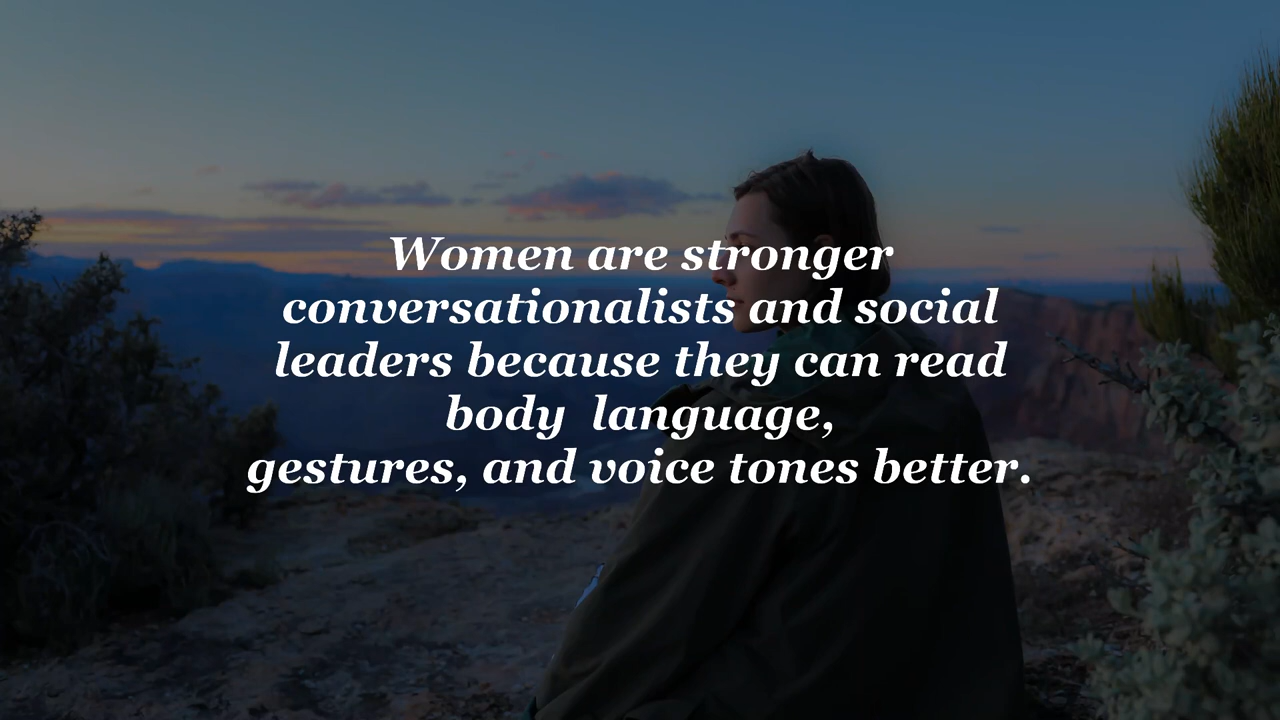 Women are stronger
conversationalists and social
leaders because they can read
body  language,
gestures, and voice tones better.